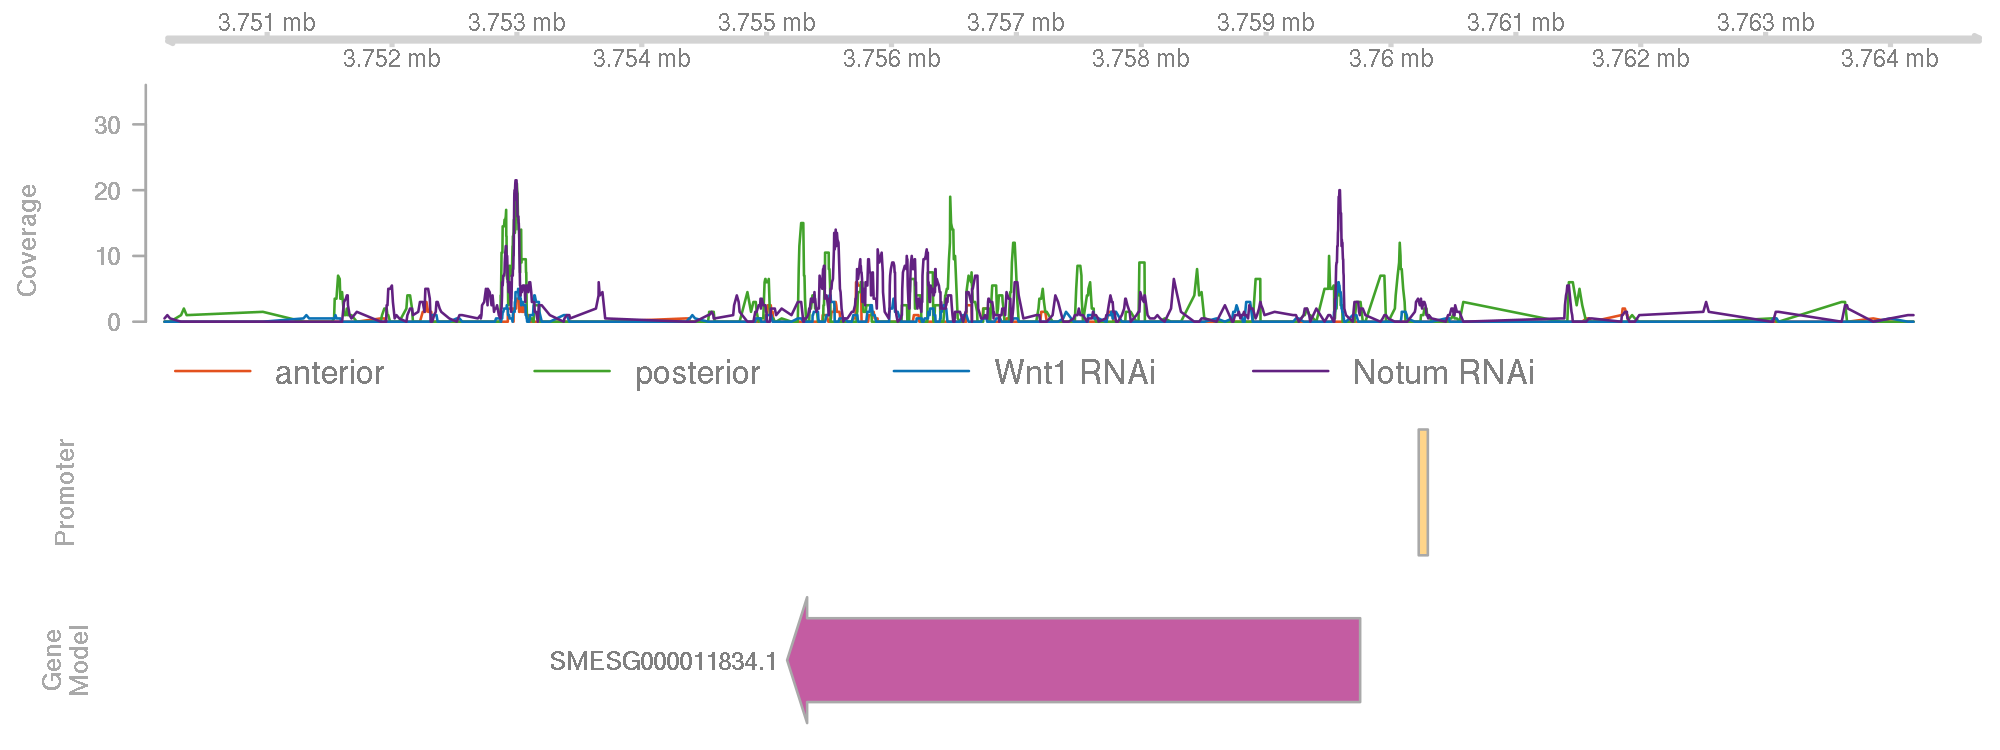 3.751 mb 3.753 mb 3.755 mb 3.757 mb 3.759 mb 3.761 mb 3.763 mb
3.752 mb 3.754 mb 3.756 mb 3.758 mb 3.76 mb 3.762 mb 3.764 mb
Coverage
30
20
10
0
anterior posterior Wnt1 RNAi Notum RNAi
Promoter
Gene
Model
SMESG000011834.1